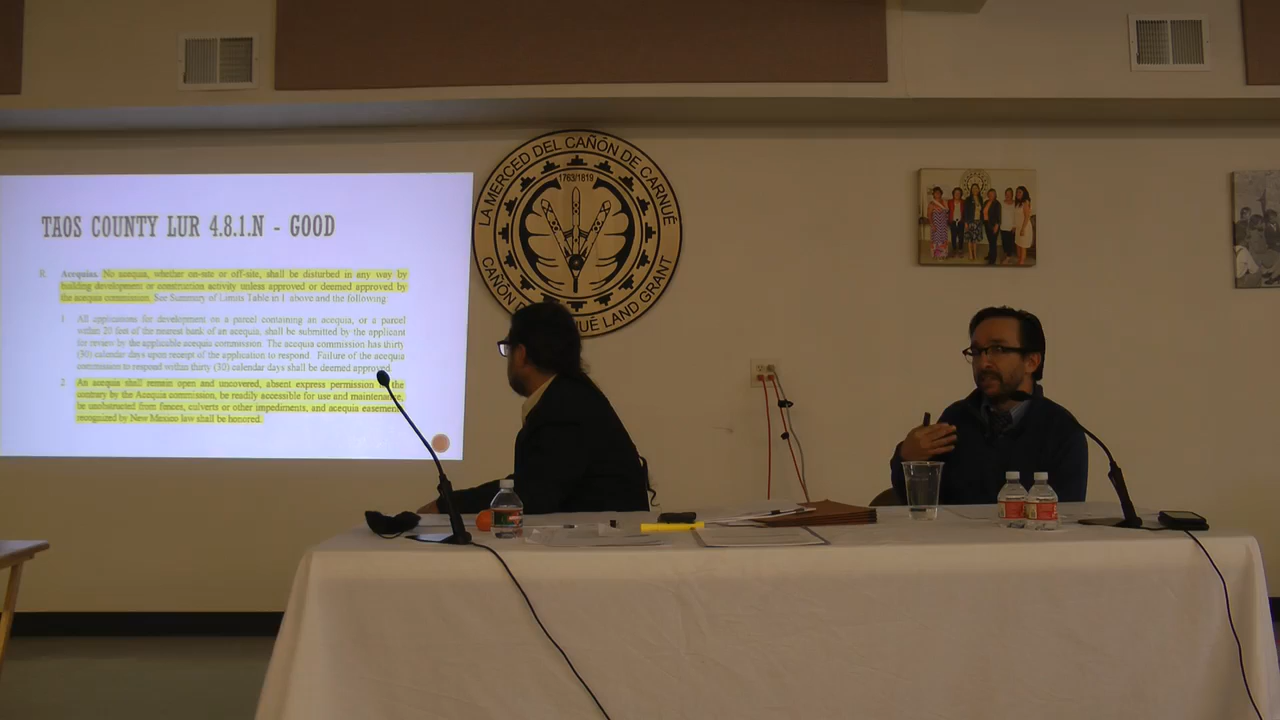 TAOS COUNTY LUR 4.8.1.N - GOOD
R. Acequias. No acequia, whether on-site or off-site, shall be disturbed in any way by
building development or construction activity unless approved or deemed approved by
the acequia commission. See Summary of Limits Table in 1 above and the following:
1 All applications for development on a parcel containing an acequia, or a parcel
within 20 feet of the nearest bank of an acequia, shall be submitted by the applicant
for review by the applicable acequia commission. The acequia commission has thirty
(30) calendar days upon receipt of the application to respond. Failure of the acequia
commission to respond within thirty (30) calendar days shall be deemed approved.
2 An acequia shall remain open and uncovered, absent express permission the
contrary by the Acequia commission, be readily accessible for use and maintenance,
be unobstructed from fences, culverts or other impediments, and acequia easement
recognized by New Mexico law shall be honored.
LA MERCED DEL CAÑÓN DE CARNUÉ
1763/1819
CAÑÓN D NUÉ LAND GRANT